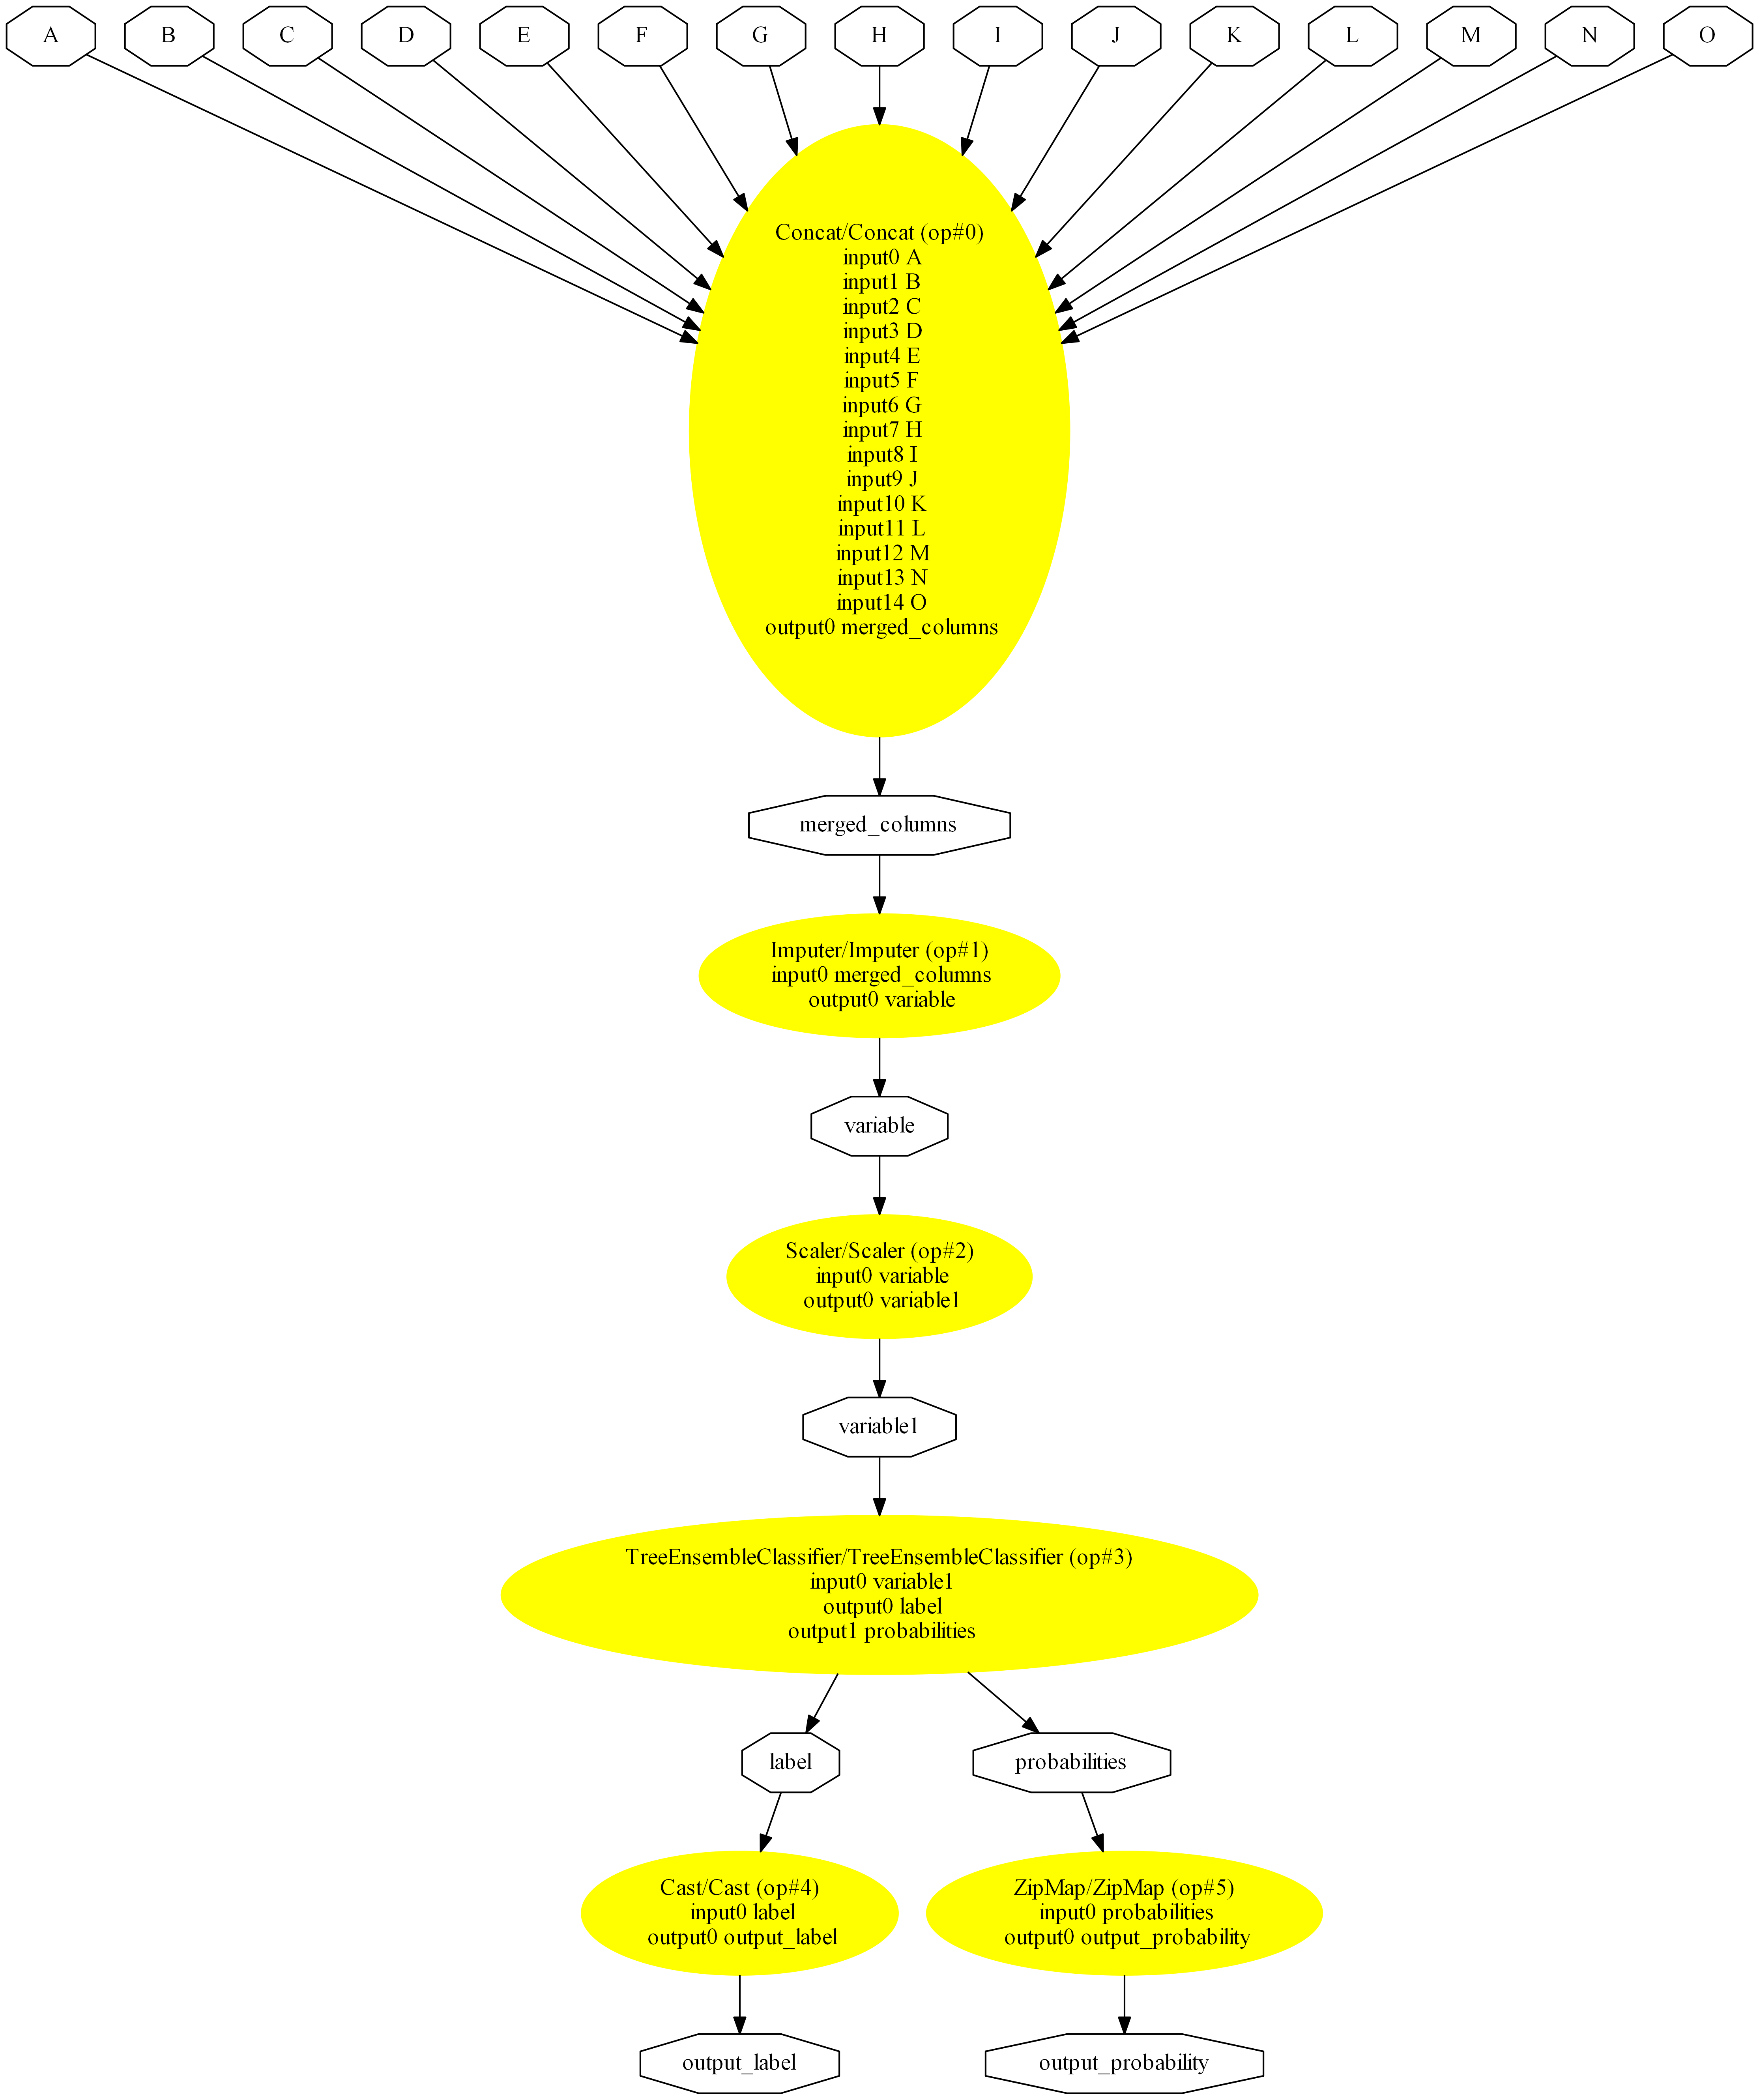 A
B
C
D
E
F
G
H
I
J
K
L
M
N
O
Concat/Concat (op#0)
input0 A
input1 B
input2 C
input3 D
input4 E
input5 F
input6 G
input7 H
input8 I
input9 J
input10 K
input11 L
input12 M
input13 N
input14 O
output0 merged_columns
merged_columns
Imputer/Imputer (op#1)
input0 merged_columns
output0 variable
variable
Scaler/Scaler (op#2)
input0 variable
output0 variable1
variable1
TreeEnsembleClassifier/TreeEnsembleClassifier (op#3)
input0 variable1
output0 label
output1 probabilities
label
probabilities
Cast/Cast (op#4)
input0 label
output0 output_label
ZipMap/ZipMap (op#5)
input0 probabilities
output0 output_probability
output_label
output_probability